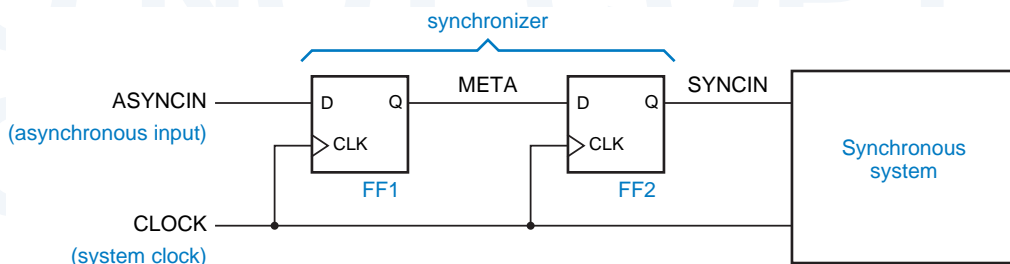 synchronizer
ASYNCIN
(asynchronous input)
D
Q
CLK
FF1
META
D
Q
CLK
FF2
SYNCIN
Synchronous
system
CLOCK
(system clock)